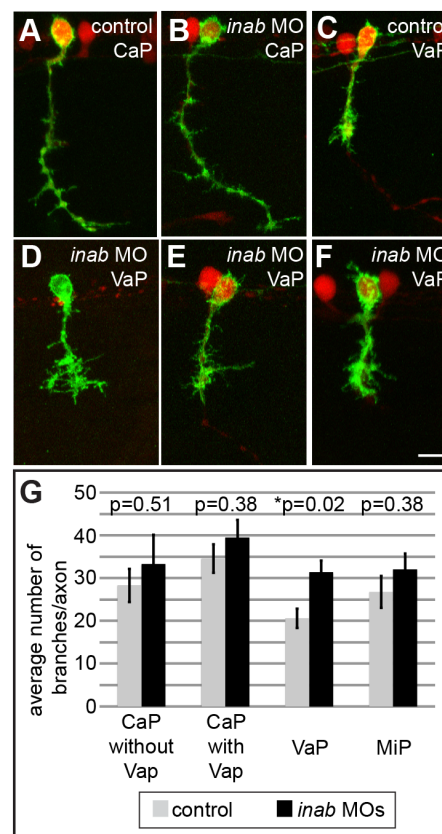 A control
CaP
B inab MO
CaP
C control
VaP
D inab MO
VaP
E inab MO
VaP
F inab MO
VaP
G
50
40
30
20
10
0
average number of
branches/axon
p=0.51
p=0.38
*p=0.02
p=0.38
CaP
without
Vap
CaP
with
Vap
VaP
MiP
control
inab MOs